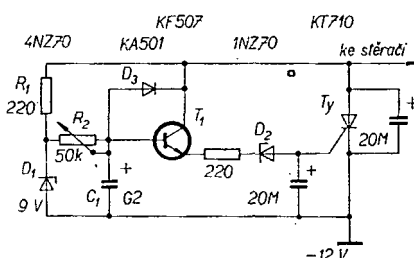 KF507 KT710
4NZ70 KA501 1NZ70
ke stěrači
D3
R1
220
R2
T1
Ty
D2
50k
220
20M
D1
9 V
C1
G2
20M
−12 V